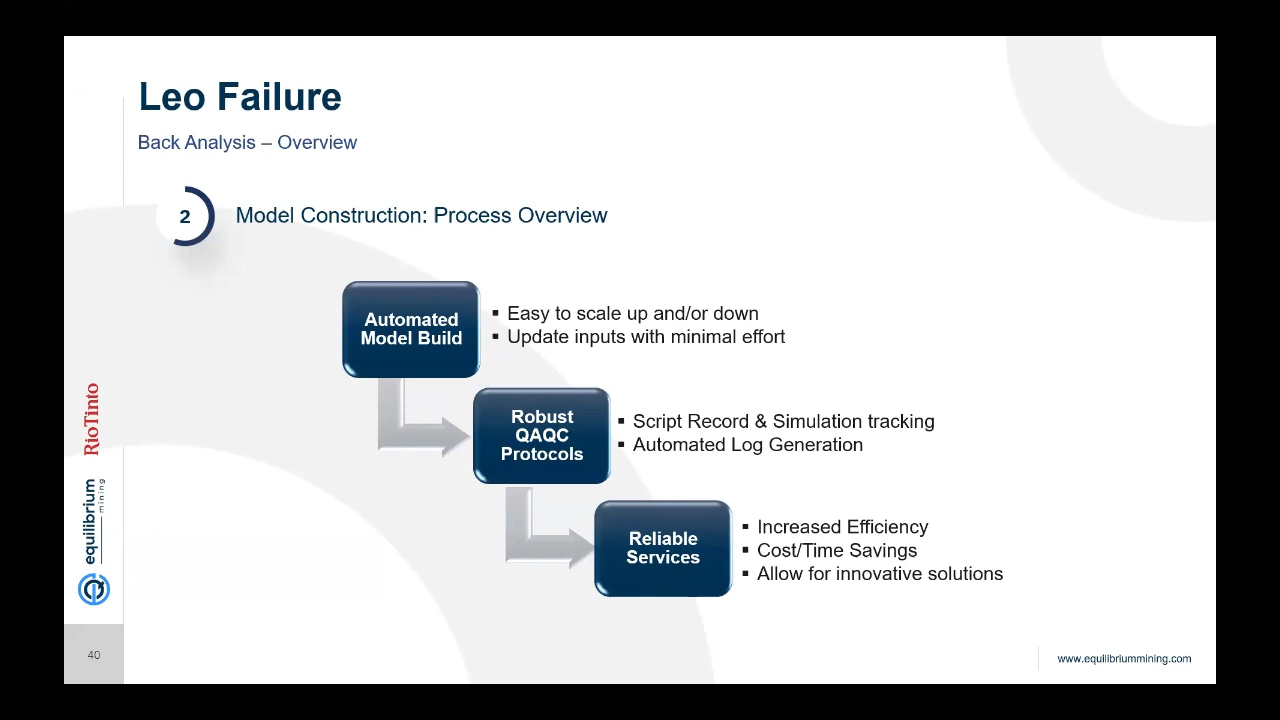 Leo Failure
Back Analysis – Overview
2
Model Construction: Process Overview
Automated
Model Build
▪ Easy to scale up and/or down
▪ Update inputs with minimal effort
Robust
QAQC
Protocols
▪ Script Record & Simulation tracking
▪ Automated Log Generation
Reliable
Services
▪ Increased Efficiency
▪ Cost/Time Savings
▪ Allow for innovative solutions
RioTinto
equilibrium
mining
40
www.equilibriummining.com